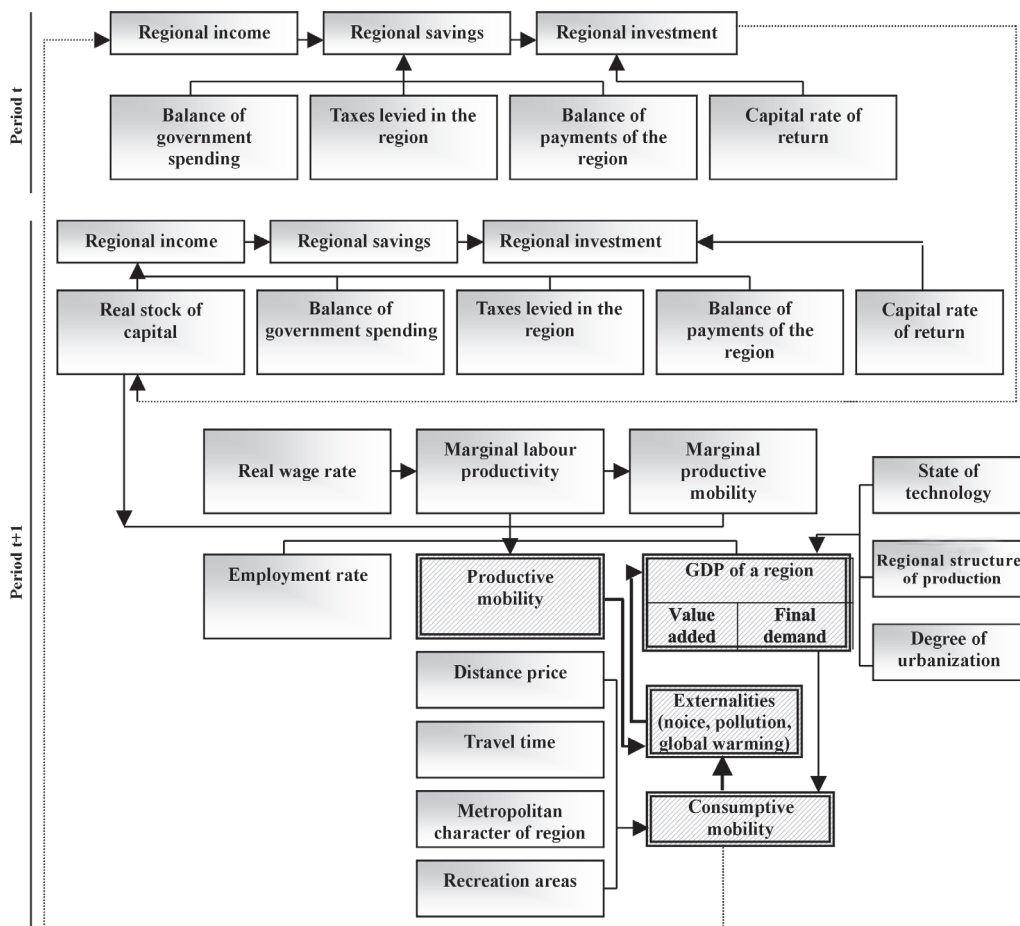 Period t
Regional income
Regional savings
Regional investment
Balance of
government
spending
Taxes levied in the
region
Balance of
payments of the
region
Capital rate of
return
Period t+1
Regional income
Regional savings
Regional investment
Real stock of
capital
Balance of
government spending
Taxes levied in the
region
Balance of
payments of the
region
Capital rate
of return
Real wage rate
Marginal labour
productivity
Marginal
productive
mobility
State of
technology
Employment rate
Productive
mobility
GDP of a region
Value
added
Final
demand
Regional structure
of production
Degree of
urbanization
Distance price
Externalities
(noice, pollution,
global warming)
Travel time
Metropolitan
character of region
Consumptive
mobility
Recreation areas